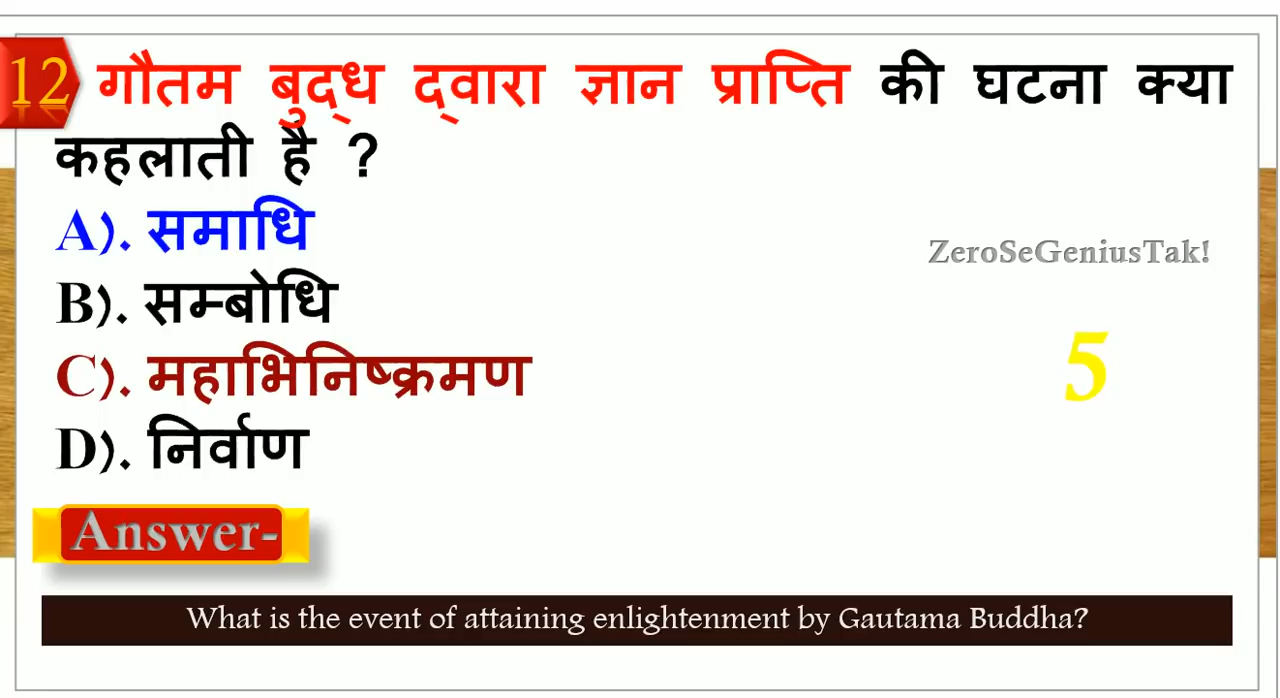 12 गौतम बुद्ध द्वारा ज्ञान प्राप्ति की घटना क्या
कहलाती है ?
A). समाधि
ZeroSeGeniusTak!
B). सम्बोधि
5
C). महाभिनिष्क्रमण
D). निर्वाण
Answer-
What is the event of attaining enlightenment by Gautama Buddha?